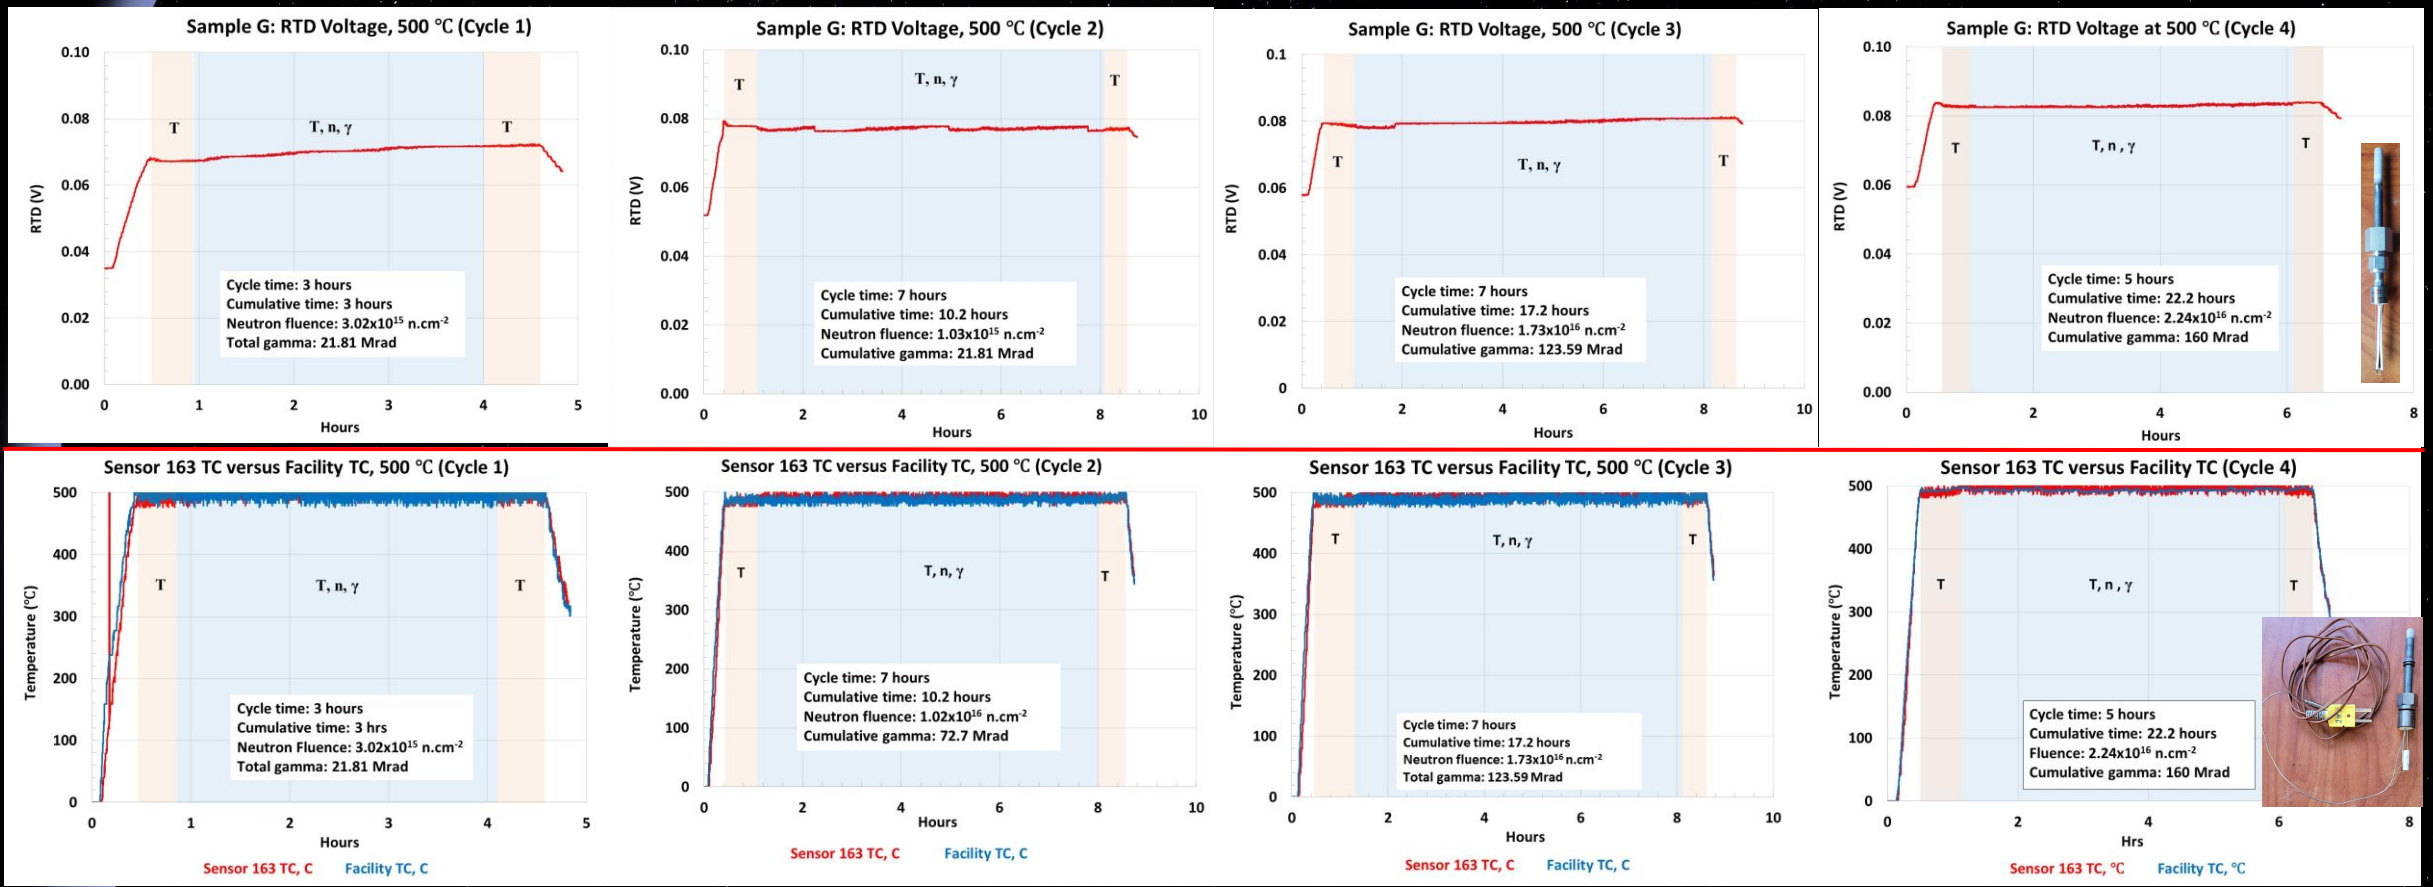 Sample G: RTD Voltage, 500 ℃ (Cycle 1)
0.10
0.08
0.06
0.04
0.02
0.00
RTD (V)
T
T, n, γ
T
Cycle time: 3 hours
Cumulative time: 3 hours
Neutron fluence: 3.02x10¹⁵ n.cm⁻²
Total gamma: 21.81 Mrad
0 1 2 3 4 5
Hours
Sample G: RTD Voltage, 500 ℃ (Cycle 2)
0.10
0.08
0.06
0.04
0.02
0.00
RTD (V)
T
T, n, γ
T
Cycle time: 7 hours
Cumulative time: 10.2 hours
Neutron fluence: 1.03x10¹⁵ n.cm⁻²
Cumulative gamma: 21.81 Mrad
0 2 4 6 8 10
Hours
Sample G: RTD Voltage, 500 ℃ (Cycle 3)
0.1
0.08
0.06
0.04
0.02
0
RTD (V)
T
T, n, γ
T
Cycle time: 7 hours
Cumulative time: 17.2 hours
Neutron fluence: 1.73x10¹⁶ n.cm⁻²
Cumulative gamma: 123.59 Mrad
0 2 4 6 8 10
Hours
Sample G: RTD Voltage at 500 ℃ (Cycle 4)
0.10
0.08
0.06
0.04
0.02
0.00
RTD (V)
T
T, n , γ
T
Cycle time: 5 hours
Cumulative time: 22.2 hours
Neutron fluence: 2.24x10¹⁶ n.cm⁻²
Cumulative gamma: 160 Mrad
0 2 4 6 8
Hours
Sensor 163 TC versus Facility TC, 500 ℃ (Cycle 1)
500
400
300
200
100
0
Temperature (℃)
T
T, n, γ
T
Cycle time: 3 hours
Cumulative time: 3 hrs
Neutron Fluence: 3.02x10¹⁵ n.cm⁻²
Total gamma: 21.81 Mrad
0 1 2 3 4 5
Hours
Sensor 163 TC, C Facility TC, C
Sensor 163 TC versus Facility TC, 500 ℃ (Cycle 2)
500
400
300
200
100
0
Temperature (℃)
T
T, n, γ
T
Cycle time: 7 hours
Cumulative time: 10.2 hours
Neutron fluence: 1.02x10¹⁶ n.cm⁻²
Cumulative gamma: 72.7 Mrad
0 2 4 6 8 10
Hours
Sensor 163 TC, C Facility TC, C
Sensor 163 TC versus Facility TC, 500 ℃ (Cycle 3)
500
400
300
200
100
0
Temperature (℃)
T
T, n, γ
T
Cycle time: 7 hours
Cumulative time: 17.2 hours
Neutron fluence: 1.73x10¹⁶ n.cm⁻²
Total gamma: 123.59 Mrad
0 2 4 6 8 10
Hours
Sensor 163 TC, C Facility TC, C
Sensor 163 TC versus Facility TC (Cycle 4)
500
400
300
200
100
0
Temperature (℃)
T
T, n , γ
T
Cycle time: 5 hours
Cumulative time: 22.2 hours
Fluence: 2.24x10¹⁶ n.cm⁻²
Cumulative gamma: 160 Mrad
0 2 4 6 8
Hrs
Sensor 163 TC, ℃ Facility TC, ℃